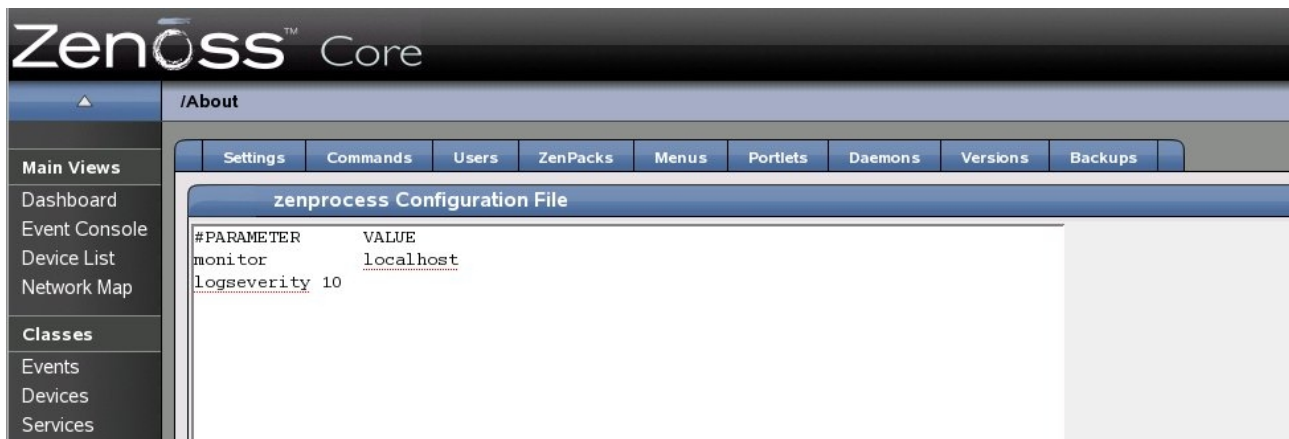 Zenoss™ Core
/About
Settings Commands Users ZenPacks Menus Portlets Daemons Versions Backups
Main Views
Dashboard
Event Console
Device List
Network Map
Classes
Events
Devices
Services
zenprocess Configuration File
#PARAMETER VALUE
monitor localhost
logseverity 10